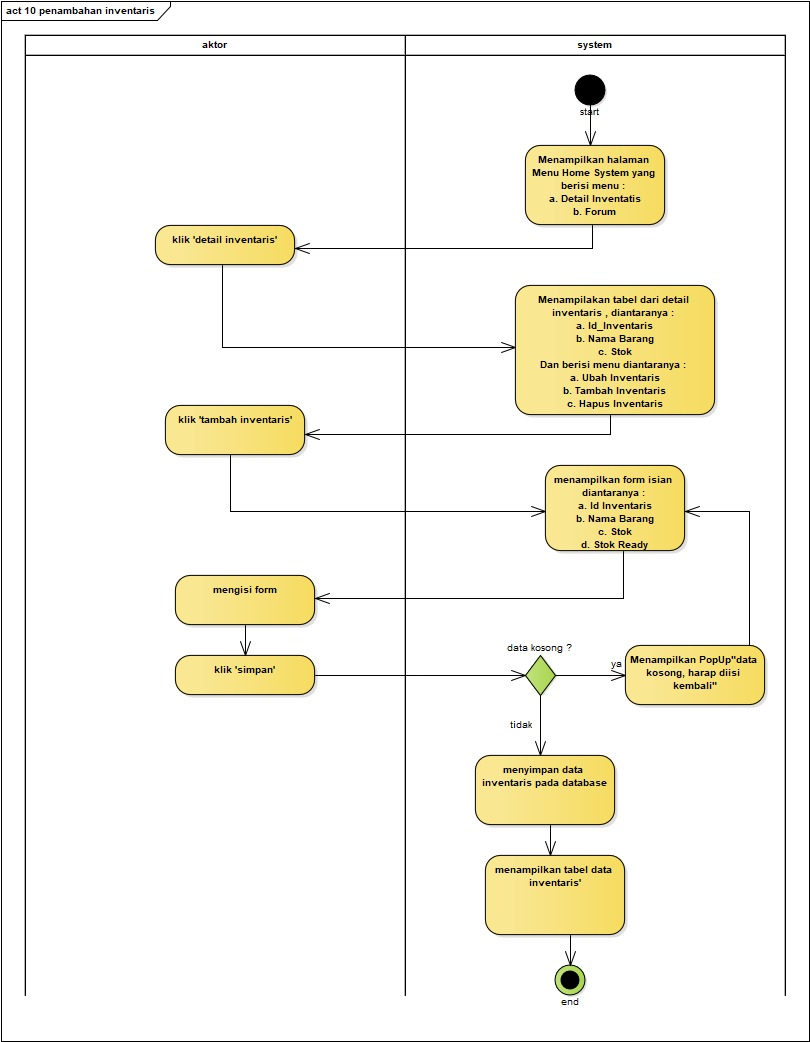 act 10 penambahan inventaris
aktor
system
start
Menampilkan halaman
Menu Home System yang
berisi menu :
a. Detail Inventatis
b. Forum
klik 'detail inventaris'
Menampilakan tabel dari detail
inventaris , diantaranya :
a. Id_Inventaris
b. Nama Barang
c. Stok
Dan berisi menu diantaranya :
a. Ubah Inventaris
b. Tambah Inventaris
c. Hapus Inventaris
klik 'tambah inventaris'
menampilkan form isian
diantaranya :
a. Id Inventaris
b. Nama Barang
c. Stok
d. Stok Ready
mengisi form
klik 'simpan'
data kosong ?
ya
Menampilkan PopUp"data
kosong, harap diisi
kembali"
tidak
menyimpan data
inventaris pada database
menampilkan tabel data
inventaris'
end